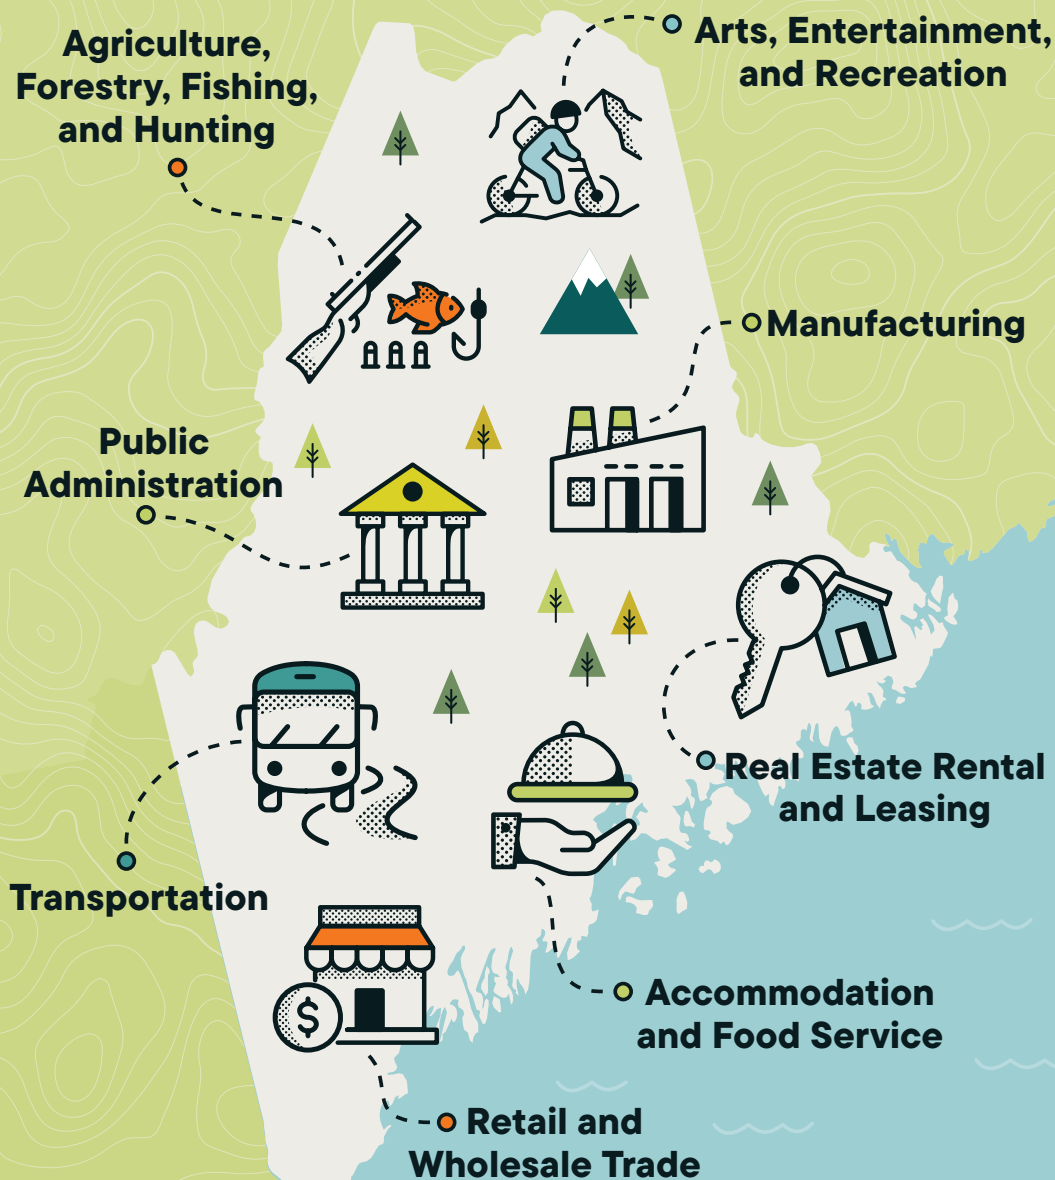 Agriculture,
Forestry, Fishing,
and Hunting
Arts, Entertainment,
and Recreation
Manufacturing
Public
Administration
Real Estate Rental
and Leasing
Transportation
$
Accommodation
and Food Service
Retail and
Wholesale Trade